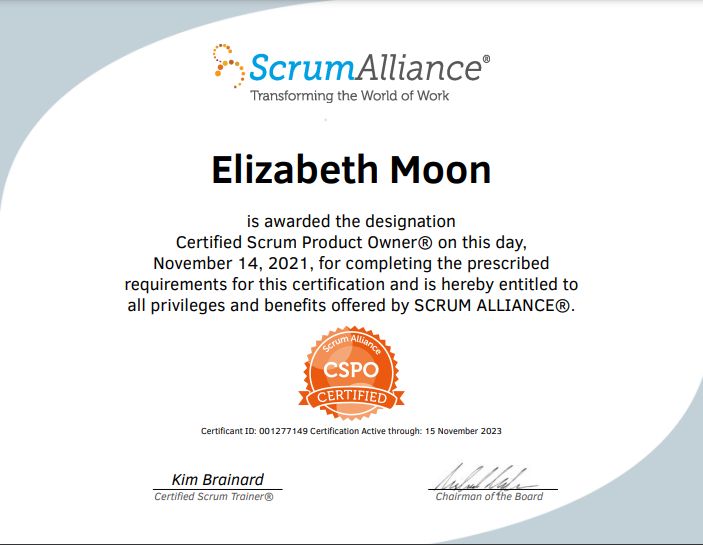 ScrumAlliance®
Transforming the World of Work
Elizabeth Moon
is awarded the designation
Certified Scrum Product Owner® on this day,
November 14, 2021, for completing the prescribed
requirements for this certification and is hereby entitled to
all privileges and benefits offered by SCRUM ALLIANCE®.
Scrum Alliance
CSPO
CERTIFIED
Certificant ID: 001277149 Certification Active through: 15 November 2023
Kim Brainard
Certified Scrum Trainer®
Chairman of the Board